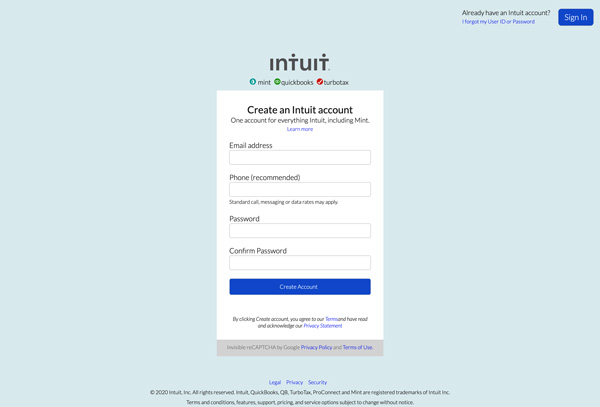 Already have an Intuit account?
I forgot my User ID or Password
Sign In
intuit
mint quickbooks turbotax
Create an Intuit account
One account for everything Intuit, including Mint.
Learn more
Email address
Phone (recommended)
Standard call, messaging or data rates may apply.
Password
Confirm Password
Create Account
By clicking Create account, you agree to our Termsand have read
and acknowledge our Privacy Statement
Invisible reCAPTCHA by Google Privacy Policy and Terms of Use.
Legal Privacy Security
© 2020 Intuit, Inc. All rights reserved. Intuit, QuickBooks, QB, TurboTax, ProConnect and Mint are registered trademarks of Intuit Inc.
Terms and conditions, features, support, pricing, and service options subject to change without notice.